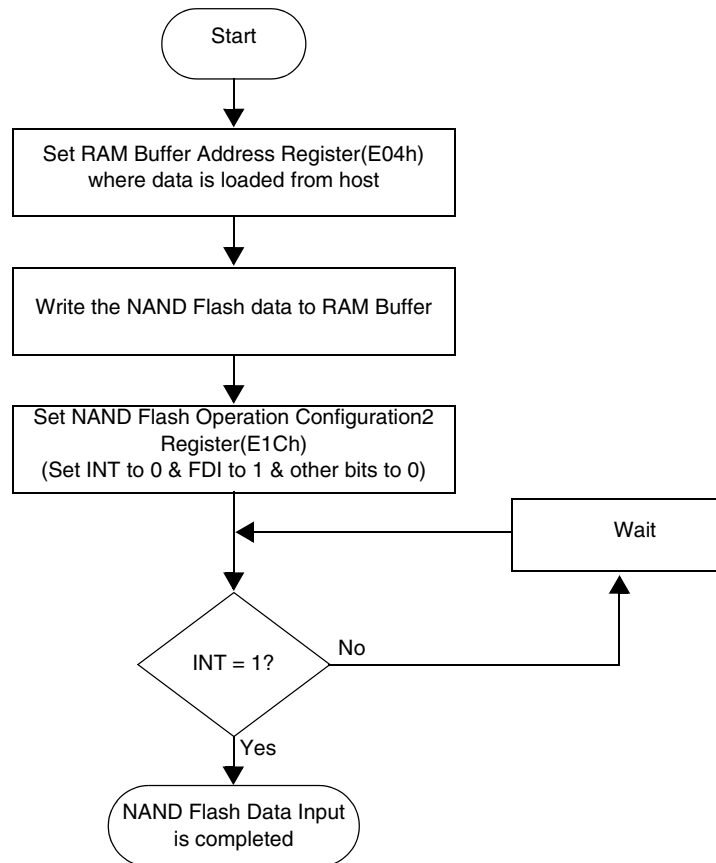 Start
Set RAM Buffer Address Register(E04h)
where data is loaded from host
Write the NAND Flash data to RAM Buffer
Set NAND Flash Operation Configuration2
Register(E1Ch)
(Set INT to 0 & FDI to 1 & other bits to 0)
Wait
INT = 1?
No
Yes
NAND Flash Data Input
is completed